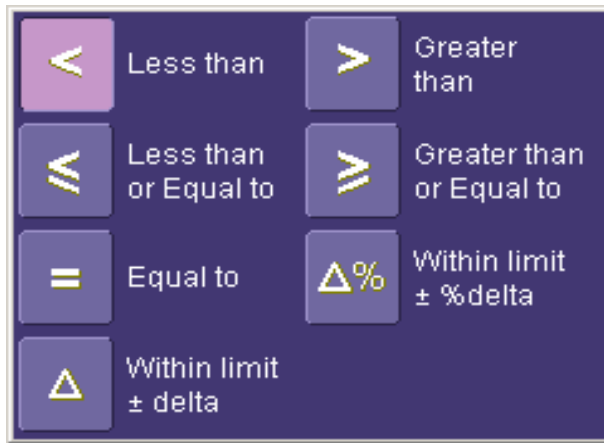 < Less than
> Greater
than
≤ Less than
or Equal to
≥ Greater than
or Equal to
= Equal to
Δ% Within limit
± %delta
Δ Within limit
± delta